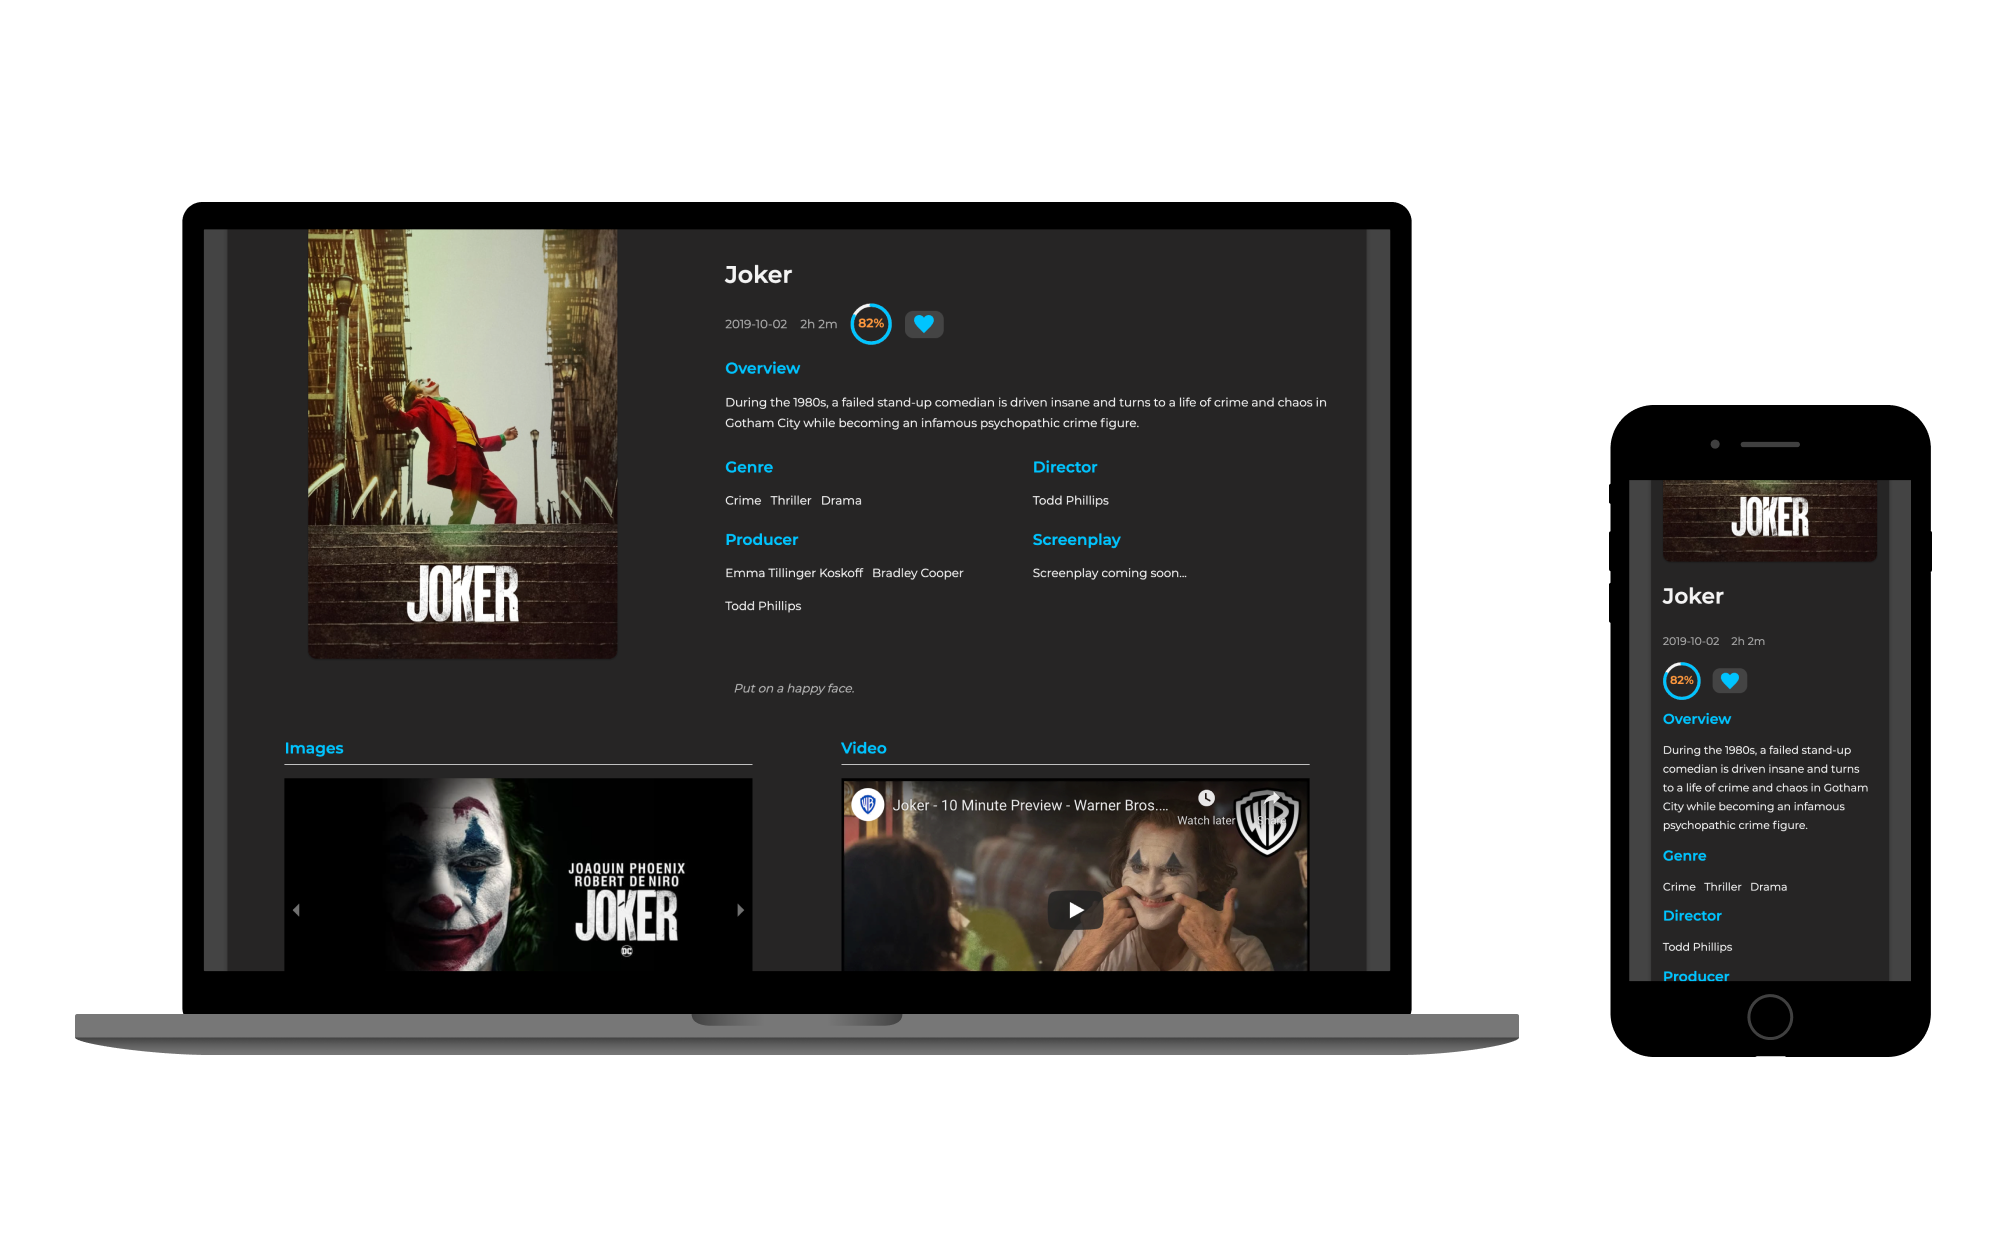 Joker
2019-10-02 2h 2m 82%
Overview
During the 1980s, a failed stand-up comedian is driven insane and turns to a life of crime and chaos in
Gotham City while becoming an infamous psychopathic crime figure.
Genre
Crime Thriller Drama
Director
Todd Phillips
Producer
Emma Tillinger Koskoff Bradley Cooper
Todd Phillips
Screenplay
Screenplay coming soon...
JOKER
Put on a happy face.
Images
JOAQUIN PHOENIX
ROBERT DE NIRO
JOKER
DC
Video
WB
Joker - 10 Minute Preview - Warner Bros....
Watch later
Share
WB
JOKER
Joker
2019-10-02 2h 2m
82%
Overview
During the 1980s, a failed stand-up
comedian is driven insane and turns
to a life of crime and chaos in Gotham
City while becoming an infamous
psychopathic crime figure.
Genre
Crime Thriller Drama
Director
Todd Phillips
Producer